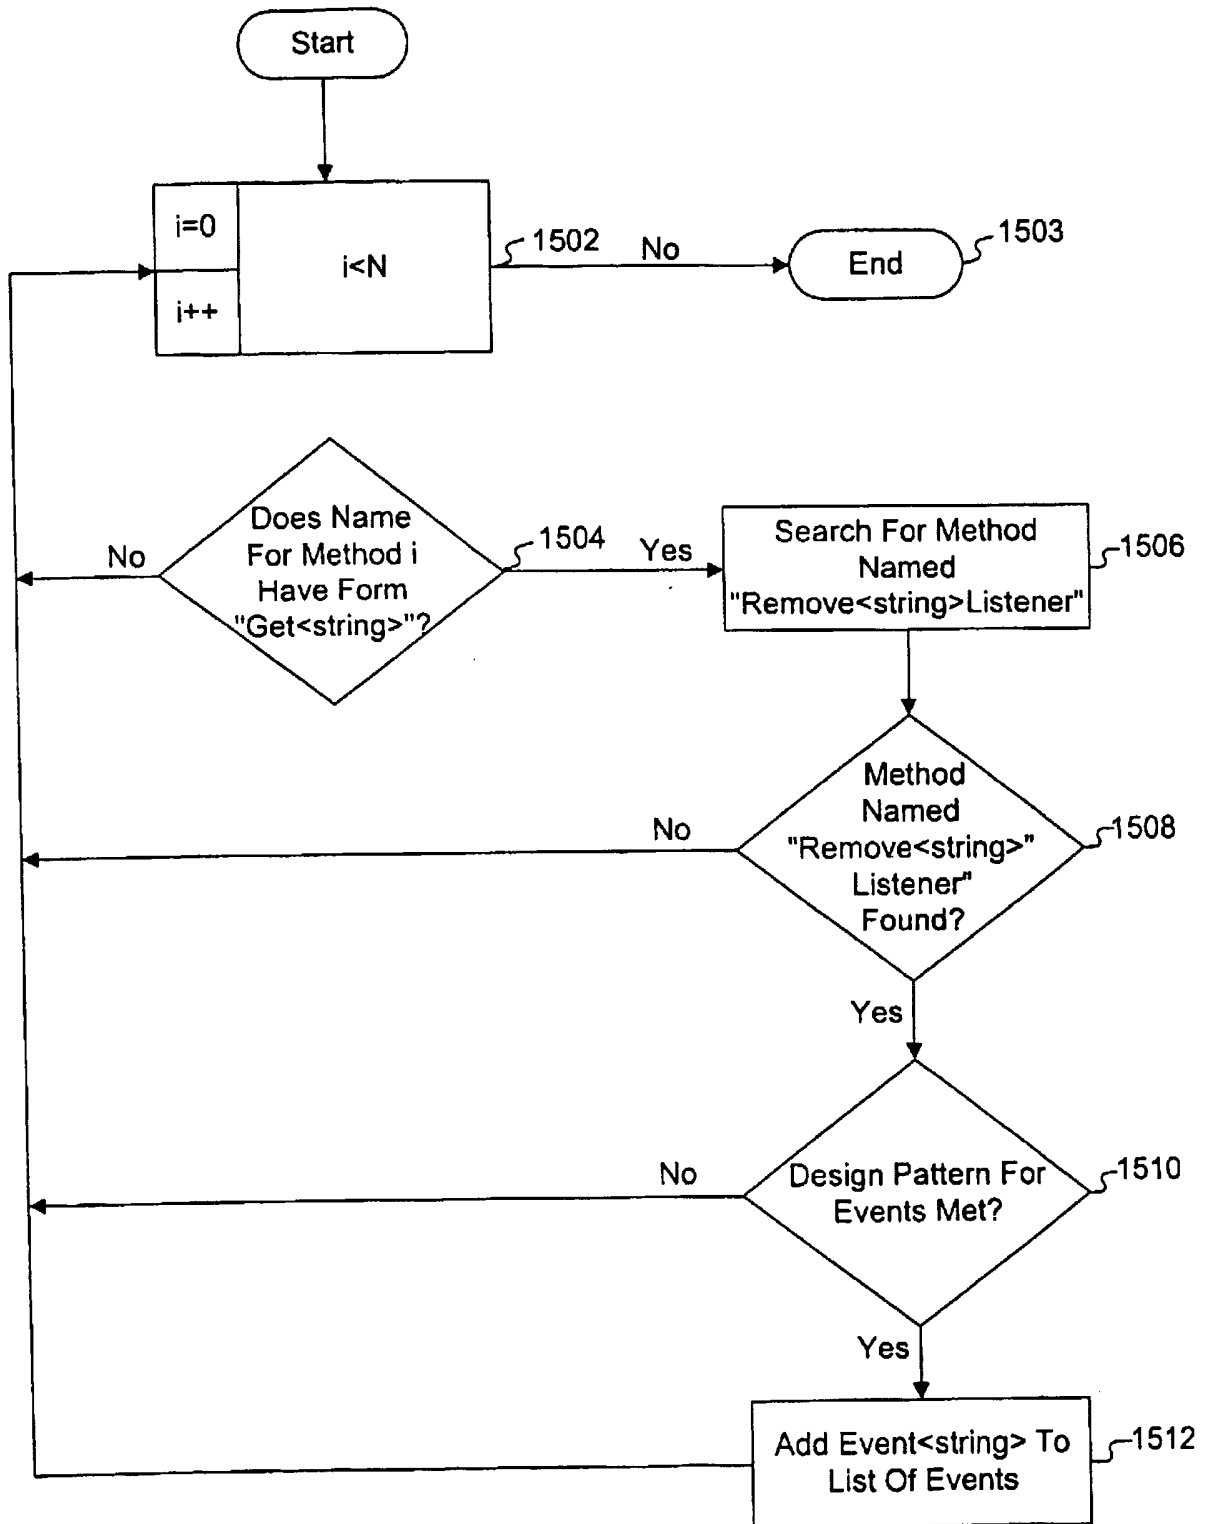 Start
i=0
i<N
i++
1502
No
End
1503
Does Name
For Method i
Have Form
"Get<string>"?
1504
No
Yes
Search For Method
Named
"Remove<string>Listener"
1506
Method
Named
"Remove<string>"
Listener"
Found?
1508
No
Yes
Design Pattern For
Events Met?
1510
No
Yes
Add Event<string> To
List Of Events
1512